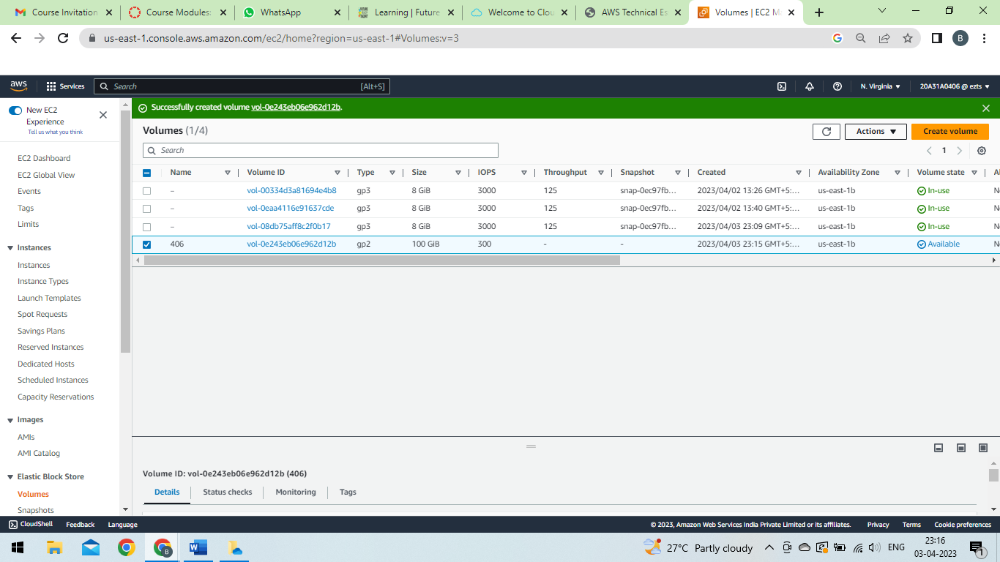 Course Invitation
Course Modules:
WhatsApp
Learning | Future
Welcome to Clou
AWS Technical Es
Volumes | EC2 Ma
us-east-1.console.aws.amazon.com/ec2/home?region=us-east-1#Volumes:v=3
B
aws
Services
Search
[Alt+S]
N. Virginia
20A31A0406 @ ezts
New EC2
Experience
Tell us what you think
Successfully created volume vol-0e243eb06e962d12b.
Volumes (1/4)
Actions
Create volume
Search
1
Name Volume ID Type Size IOPS Throughput Snapshot Created Availability Zone Volume state Al
– vol-00334d3a81694e4b8 gp3 8 GiB 3000 125 snap-0ec97fb... 2023/04/02 13:26 GMT+5:... us-east-1b In-use No
– vol-0eaa4116e91637cde gp3 8 GiB 3000 125 snap-0ec97fb... 2023/04/02 13:40 GMT+5:... us-east-1b In-use No
– vol-08db75aff8c2f0b17 gp3 8 GiB 3000 125 snap-0ec97fb... 2023/04/03 23:09 GMT+5:... us-east-1b In-use No
406 vol-0e243eb06e962d12b gp2 100 GiB 300 - - 2023/04/03 23:15 GMT+5:... us-east-1b Available No
EC2 Dashboard
EC2 Global View
Events
Tags
Limits
Instances
Instances
Instance Types
Launch Templates
Spot Requests
Savings Plans
Reserved Instances
Dedicated Hosts
Scheduled Instances
Capacity Reservations
Images
AMIs
AMI Catalog
Elastic Block Store
Volumes
Snapshots
Volume ID: vol-0e243eb06e962d12b (406)
Details Status checks Monitoring Tags
CloudShell Feedback Language
© 2023, Amazon Web Services India Private Limited or its affiliates. Privacy Terms Cookie preferences
27°C Partly cloudy
ENG
23:16
03-04-2023
1